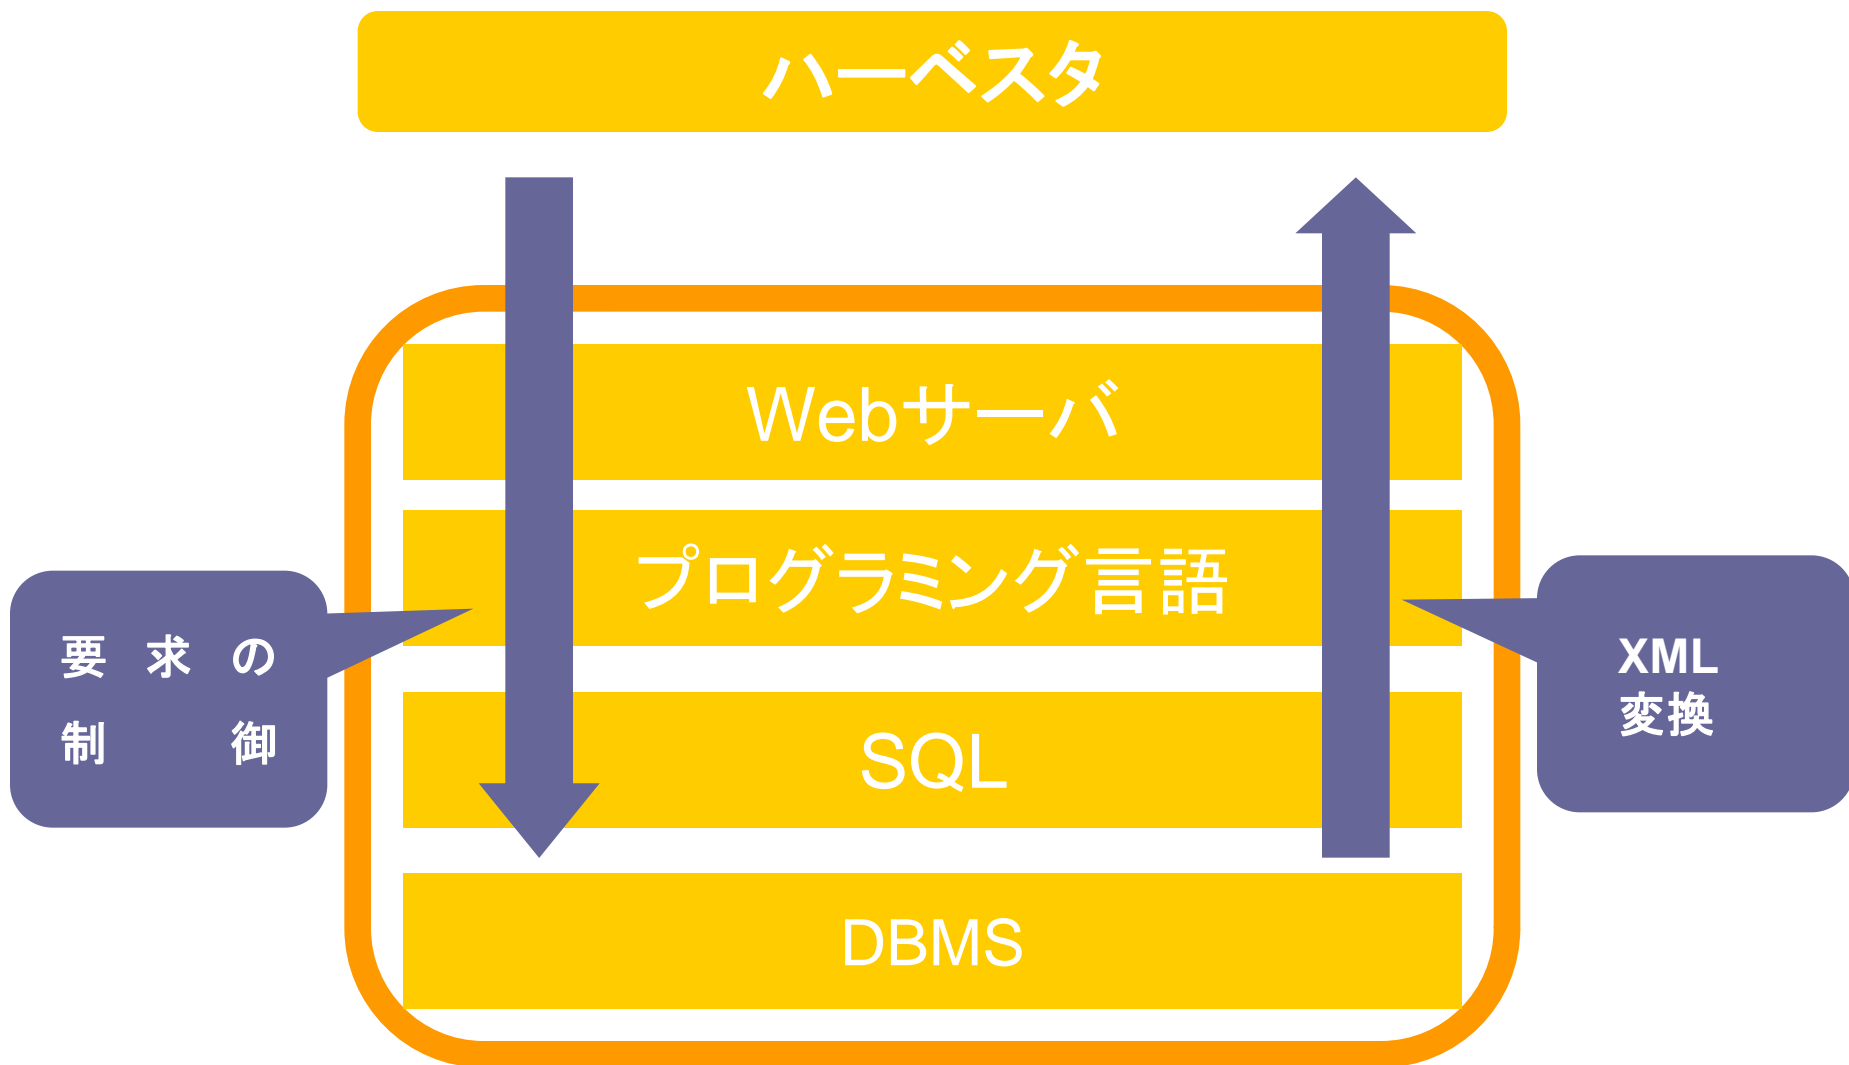 ハーベスタ
Webサーバ
プログラミング言語
要求の
制御
XML
変換
SQL
DBMS